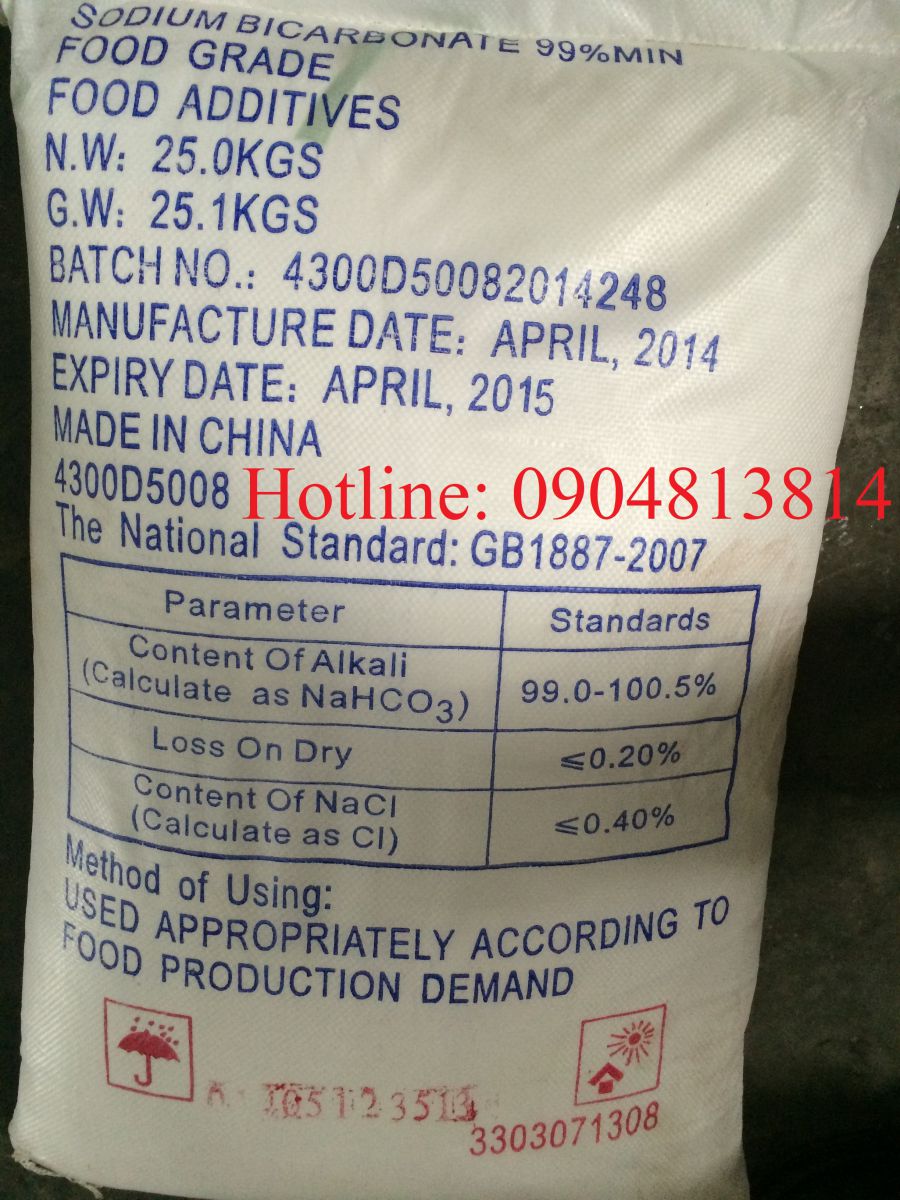 SODIUM BICARBONATE 99%MIN
FOOD GRADE
FOOD ADDITIVES
N.W: 25.0KGS
G.W: 25.1KGS
BATCH NO.: 4300D50082014248
MANUFACTURE DATE: APRIL, 2014
EXPIRY DATE: APRIL, 2015
MADE IN CHINA
4300D5008
Hotline: 0904813814
The National Standard: GB1887-2007
Parameter Standards
Content Of Alkali
(Calculate as NaHCO₃) 99.0-100.5%
Loss On Dry ≤0.20%
Content Of NaCl
(Calculate as Cl) ≤0.40%
Method of Using:
USED APPROPRIATELY ACCORDING TO
FOOD PRODUCTION DEMAND
3303071308